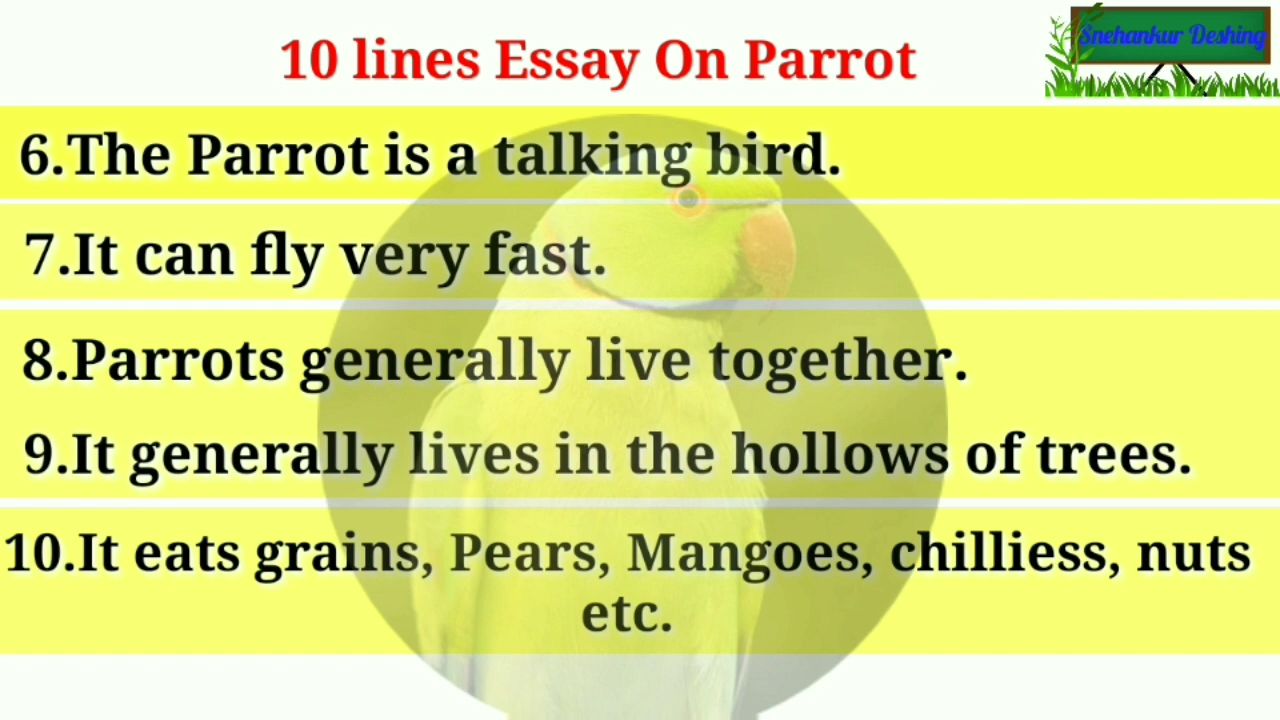 10 lines Essay On Parrot
Snehankur Deshing
6.The Parrot is a talking bird.
7.It can fly very fast.
8.Parrots generally live together.
9.It generally lives in the hollows of trees.
10.It eats grains, Pears, Mangoes, chilliess, nuts
etc.